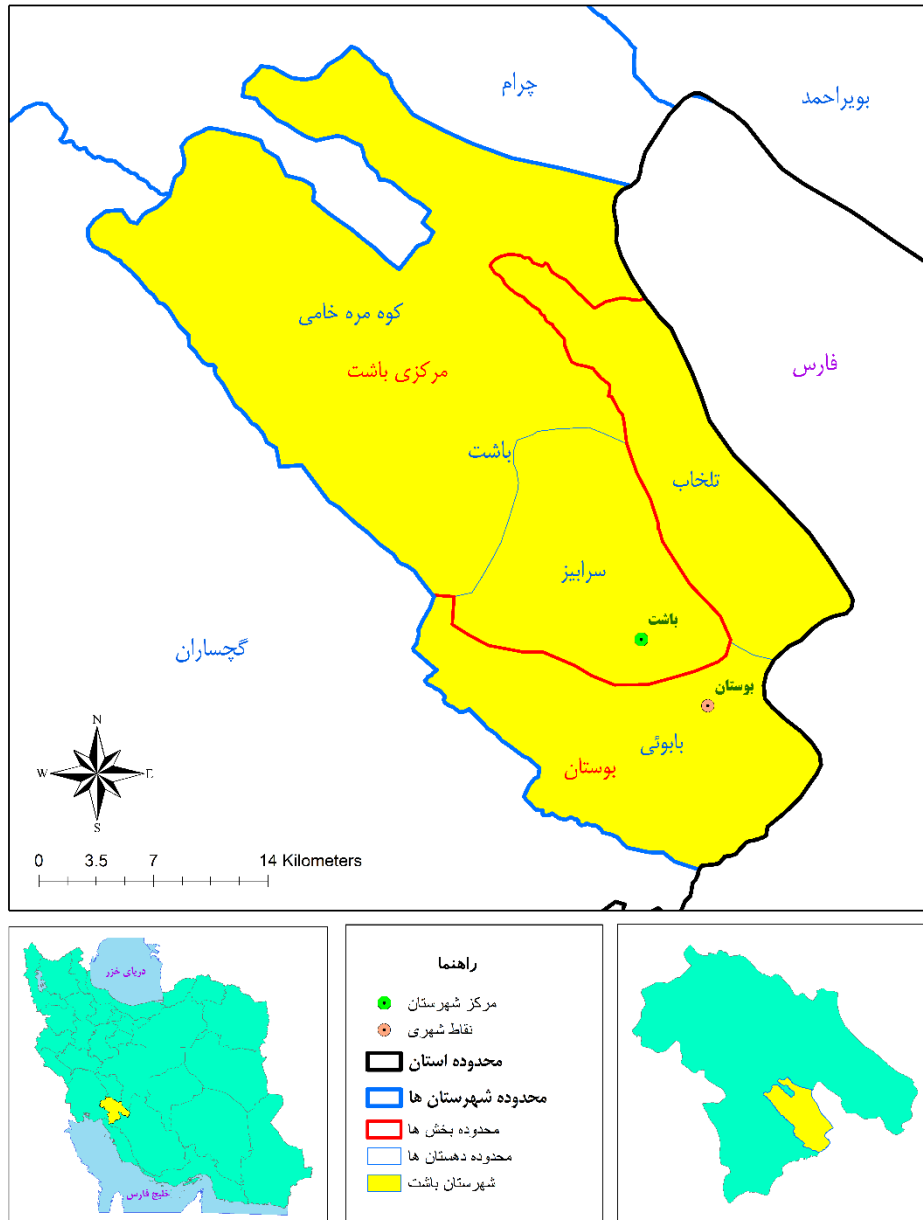 چرام
بویراحمد
کوه مره خامی
مرکزی باشت
فارس
باشت
تلخاب
سرابیز
باشت
گچساران
بوستان
بابوئی
بوستان
N
W
E
S
0 3.5 7 14 Kilometers
دریای خزر
خلیج فارس
راهنما
مرکز شهرستان
نقاط شهری
محدوده استان
محدوده شهرستان ها
محدوده بخش ها
محدوده دهستان ها
شهرستان باشت